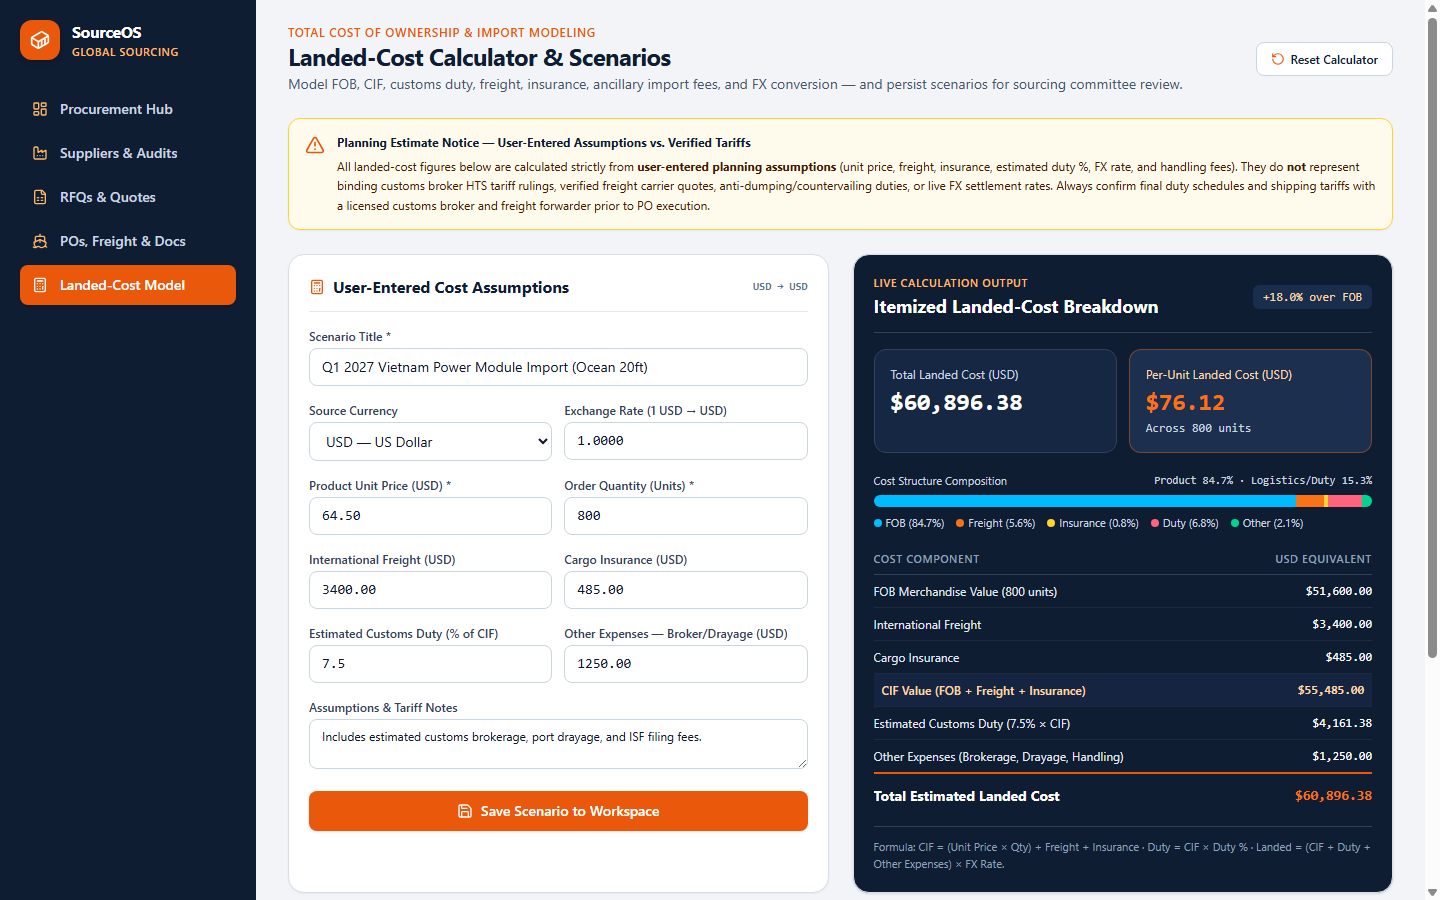 SourceOS
GLOBAL SOURCING
Procurement Hub
Suppliers & Audits
RFQs & Quotes
POs, Freight & Docs
Landed-Cost Model
TOTAL COST OF OWNERSHIP & IMPORT MODELING
Landed-Cost Calculator & Scenarios
Model FOB, CIF, customs duty, freight, insurance, ancillary import fees, and FX conversion — and persist scenarios for sourcing committee review.
Reset Calculator
Planning Estimate Notice — User-Entered Assumptions vs. Verified Tariffs
All landed-cost figures below are calculated strictly from user-entered planning assumptions (unit price, freight, insurance, estimated duty %, FX rate, and handling fees). They do not represent
binding customs broker HTS tariff rulings, verified freight carrier quotes, anti-dumping/countervailing duties, or live FX settlement rates. Always confirm final duty schedules and shipping tariffs with
a licensed customs broker and freight forwarder prior to PO execution.
User-Entered Cost Assumptions
USD → USD
Scenario Title *
Q1 2027 Vietnam Power Module Import (Ocean 20ft)
Source Currency
Exchange Rate (1 USD → USD)
USD — US Dollar
1.0000
Product Unit Price (USD) *
Order Quantity (Units) *
64.50
800
International Freight (USD)
Cargo Insurance (USD)
3400.00
485.00
Estimated Customs Duty (% of CIF)
Other Expenses — Broker/Drayage (USD)
7.5
1250.00
Assumptions & Tariff Notes
Includes estimated customs brokerage, port drayage, and ISF filing fees.
Save Scenario to Workspace
LIVE CALCULATION OUTPUT
Itemized Landed-Cost Breakdown
+18.0% over FOB
Total Landed Cost (USD)
$60,896.38
Per-Unit Landed Cost (USD)
$76.12
Across 800 units
Cost Structure Composition
Product 84.7% · Logistics/Duty 15.3%
FOB (84.7%)
Freight (5.6%)
Insurance (0.8%)
Duty (6.8%)
Other (2.1%)
COST COMPONENT
USD EQUIVALENT
FOB Merchandise Value (800 units)
$51,600.00
International Freight
$3,400.00
Cargo Insurance
$485.00
CIF Value (FOB + Freight + Insurance)
$55,485.00
Estimated Customs Duty (7.5% × CIF)
$4,161.38
Other Expenses (Brokerage, Drayage, Handling)
$1,250.00
Total Estimated Landed Cost
$60,896.38
Formula: CIF = (Unit Price × Qty) + Freight + Insurance · Duty = CIF × Duty % · Landed = (CIF + Duty +
Other Expenses) × FX Rate.